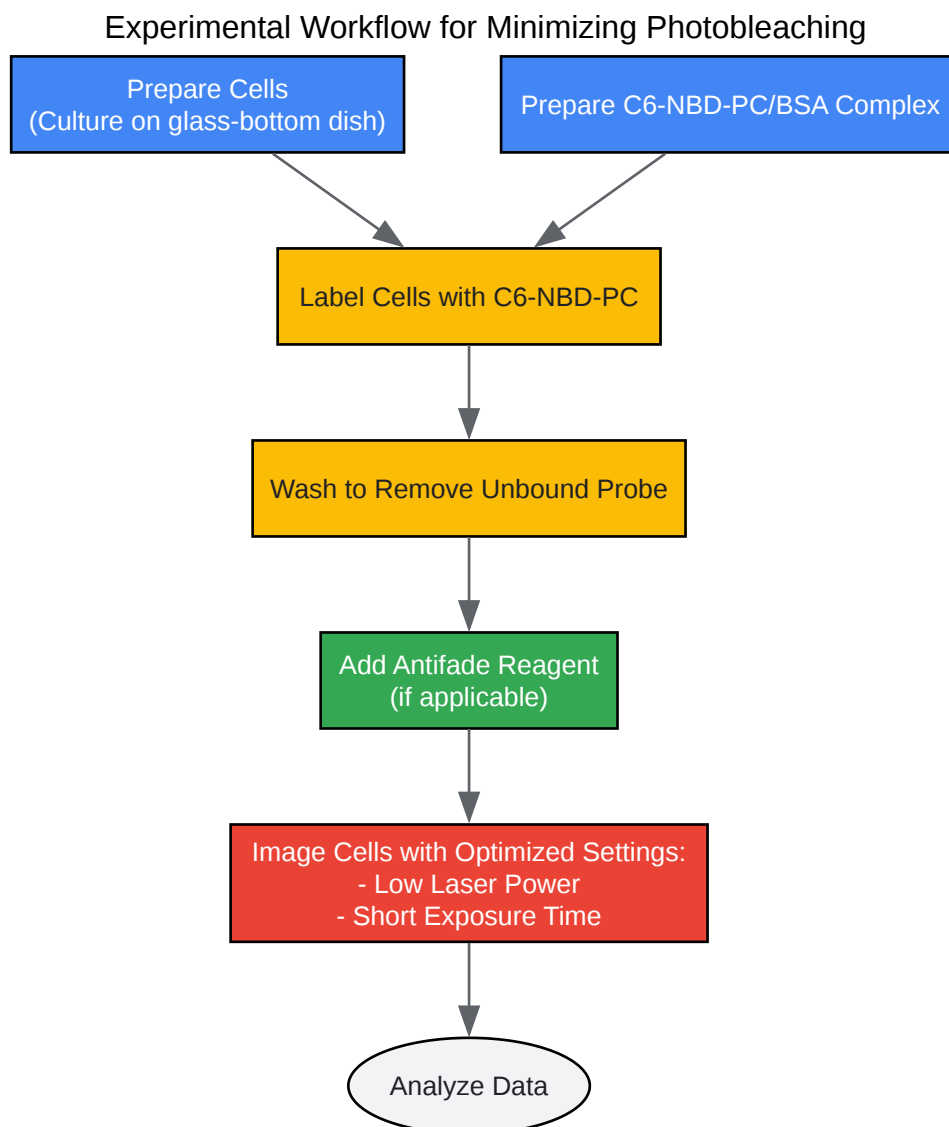 Experimental Workflow for Minimizing Photobleaching
Prepare Cells
(Culture on glass-bottom dish)
Prepare C6-NBD-PC/BSA Complex
Label Cells with C6-NBD-PC
Wash to Remove Unbound Probe
Add Antifade Reagent
(if applicable)
Image Cells with Optimized Settings:
- Low Laser Power
- Short Exposure Time
Analyze Data